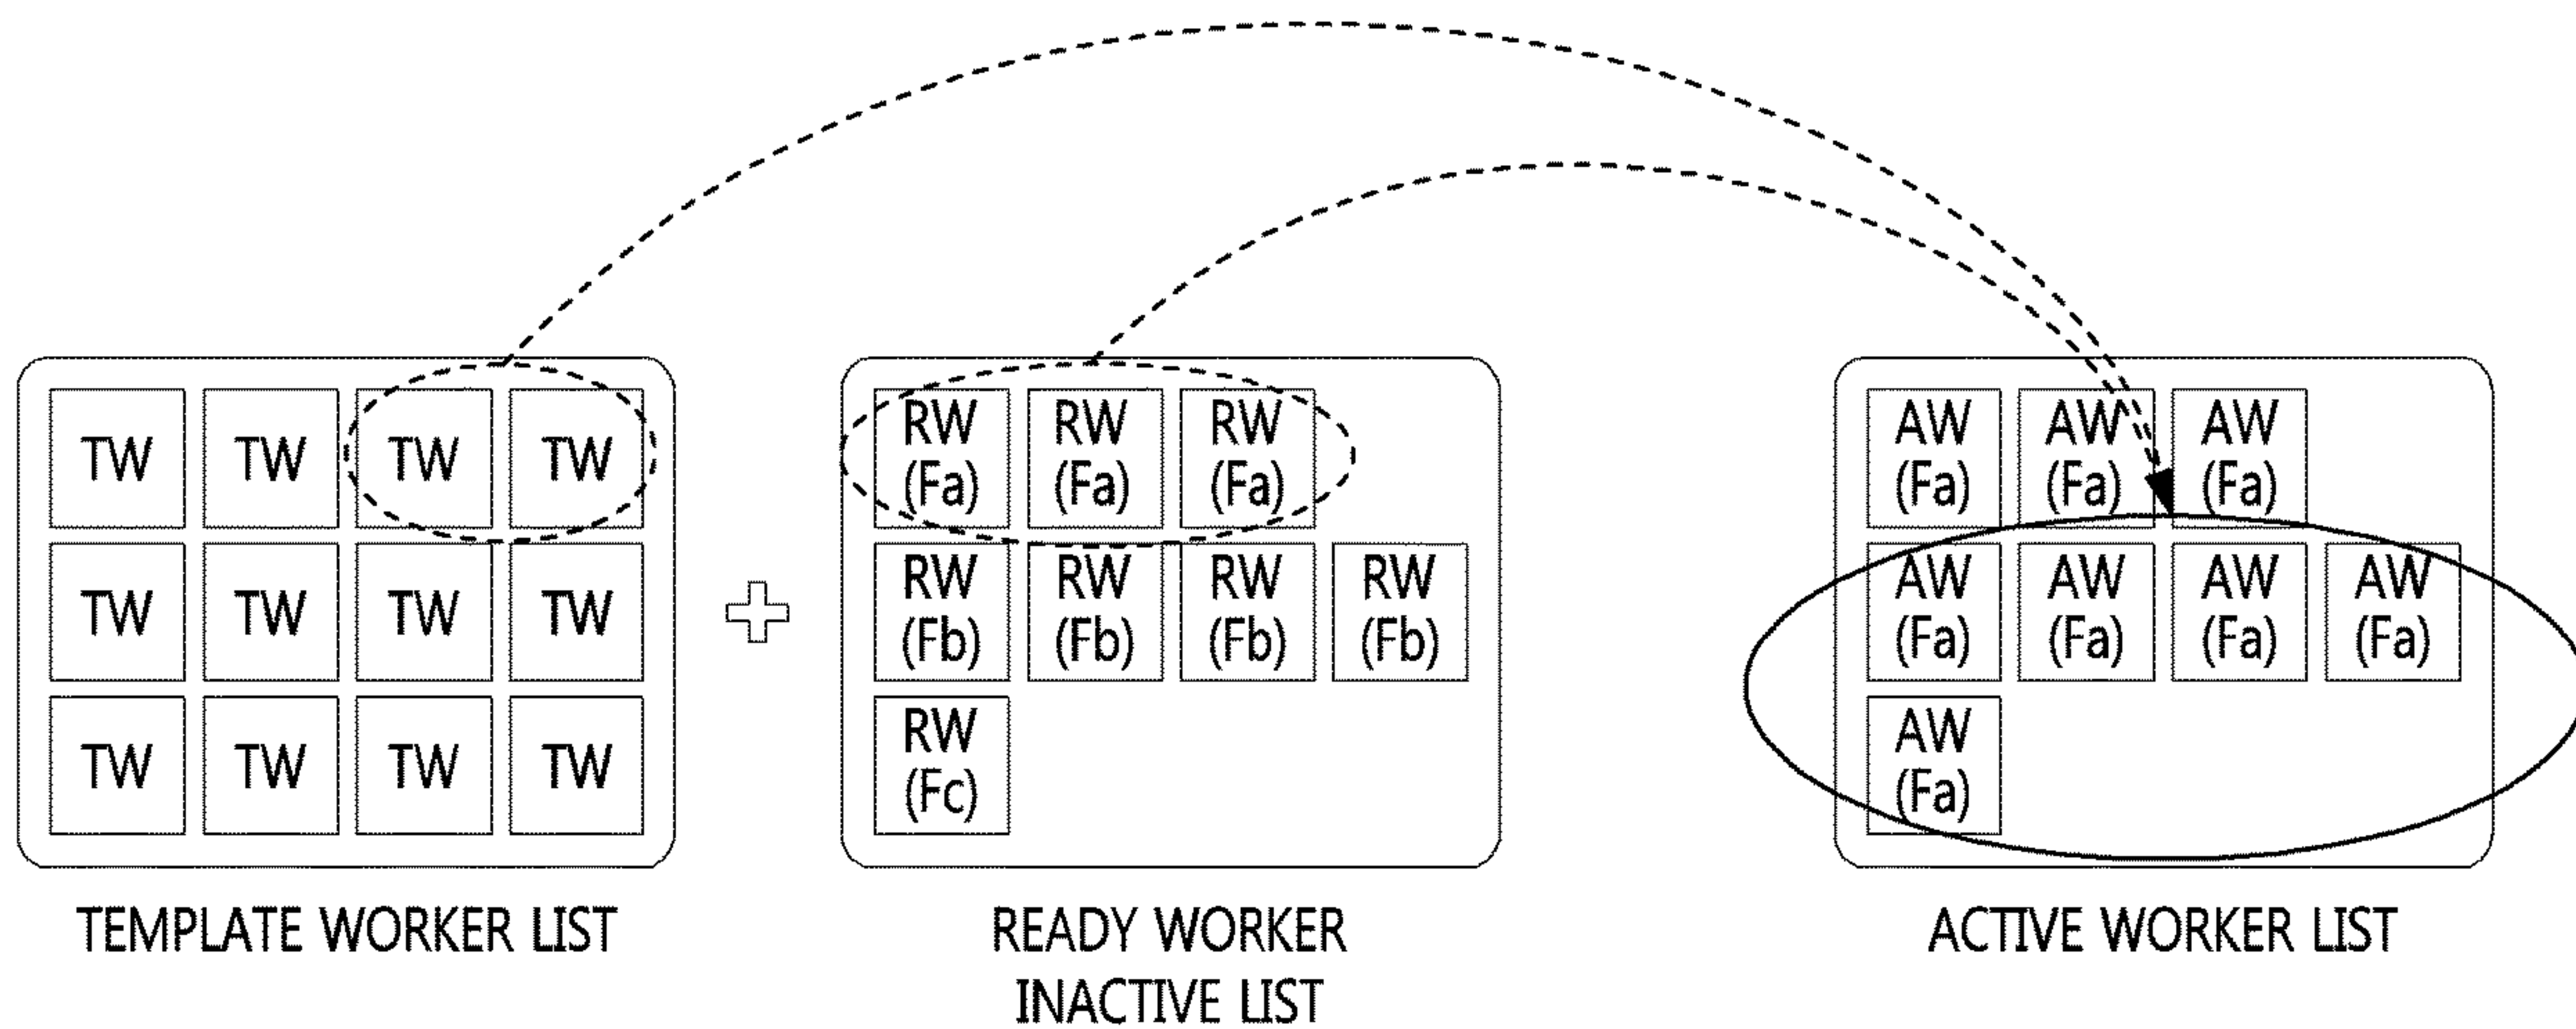 TW TW TW TW
TW TW TW TW
TW TW TW TW
TEMPLATE WORKER LIST
RW RW RW
(Fa) (Fa) (Fa)
RW RW RW RW
(Fb) (Fb) (Fb) (Fb)
RW
(Fc)
READY WORKER
INACTIVE LIST
AW AW AW
(Fa) (Fa) (Fa)
AW AW AW AW
(Fa) (Fa) (Fa) (Fa)
AW
(Fa)
ACTIVE WORKER LIST